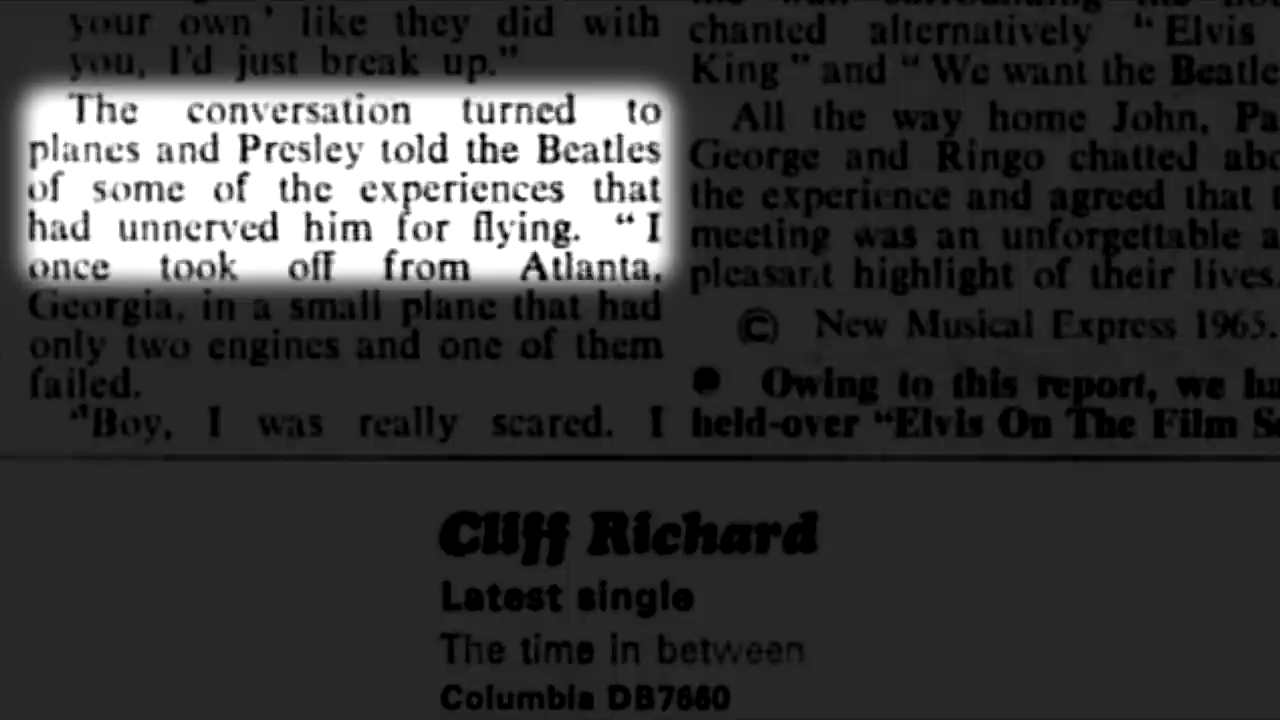 your own' like they did with
you, I'd just break up."
The conversation turned to
planes and Presley told the Beatles
of some of the experiences that
had unnerved him for flying. "I
once took off from Atlanta,
Georgia, in a small plane that had
only two engines and one of them
failed.
"Boy, I was really scared. I
chanted alternatively "Elvis
King" and "We want the Beatle
All the way home John, Pa
George and Ringo chatted abo
the experience and agreed that t
meeting was an unforgettable a
pleasant highlight of their lives.
© New Musical Express 1965.
● Owing to this report, we ha
held-over "Elvis On The Film Se
Cliff Richard
Latest single
The time in between
Columbia DB7660